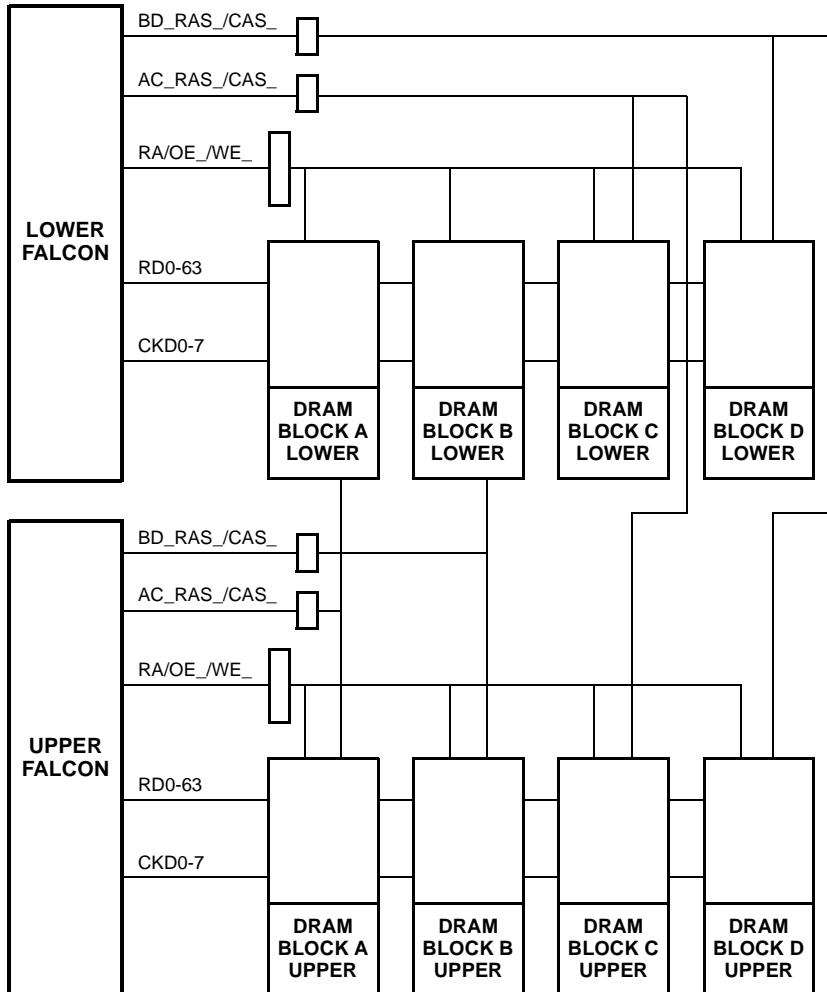 BD_RAS_/CAS_
AC_RAS_/CAS_
RA/OE_/WE_
LOWER
FALCON
RD0-63
CKD0-7
DRAM
BLOCK A
LOWER
DRAM
BLOCK B
LOWER
DRAM
BLOCK C
LOWER
DRAM
BLOCK D
LOWER
BD_RAS_/CAS_
AC_RAS_/CAS_
RA/OE_/WE_
UPPER
FALCON
RD0-63
CKD0-7
DRAM
BLOCK A
UPPER
DRAM
BLOCK B
UPPER
DRAM
BLOCK C
UPPER
DRAM
BLOCK D
UPPER